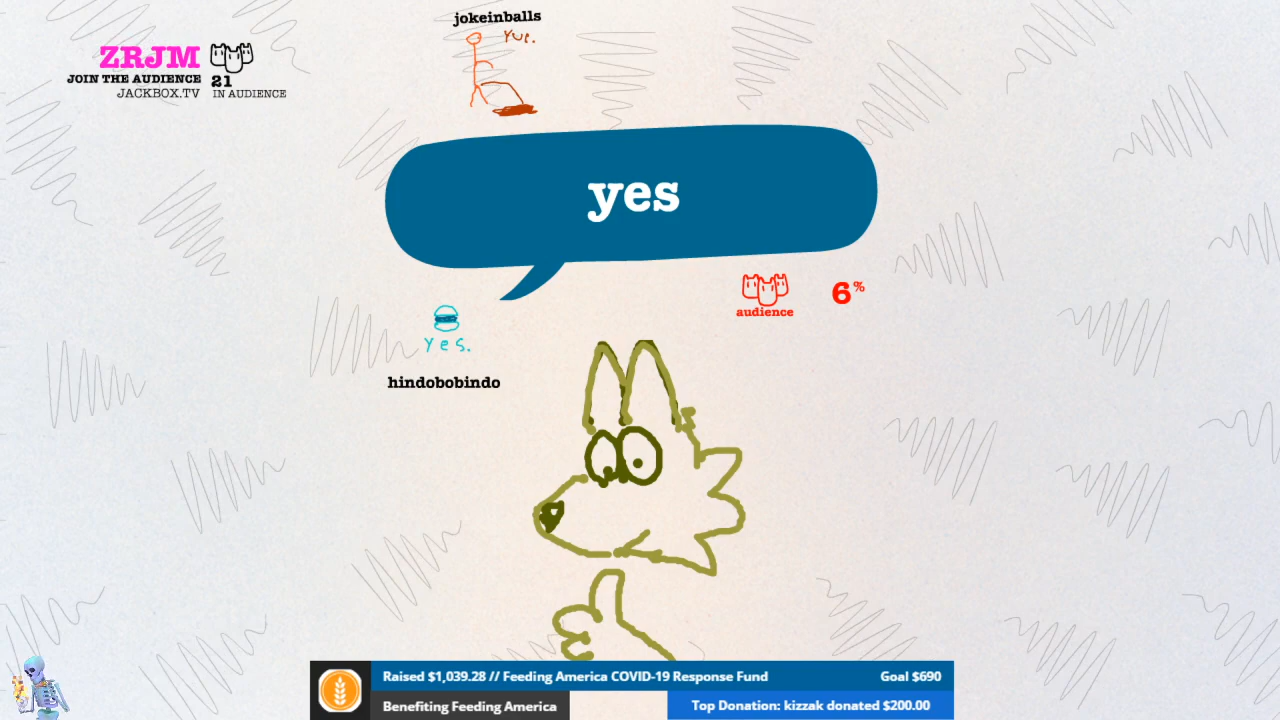 jokeinballs
Yup.
ZRJM
JOIN THE AUDIENCE
JACKBOX.TV
21
IN AUDIENCE
yes
audience
6%
Yes.
hindobobindo
Raised $1,039.28 // Feeding America COVID-19 Response Fund
Goal $690
Benefiting Feeding America
Top Donation: kizzak donated $200.00